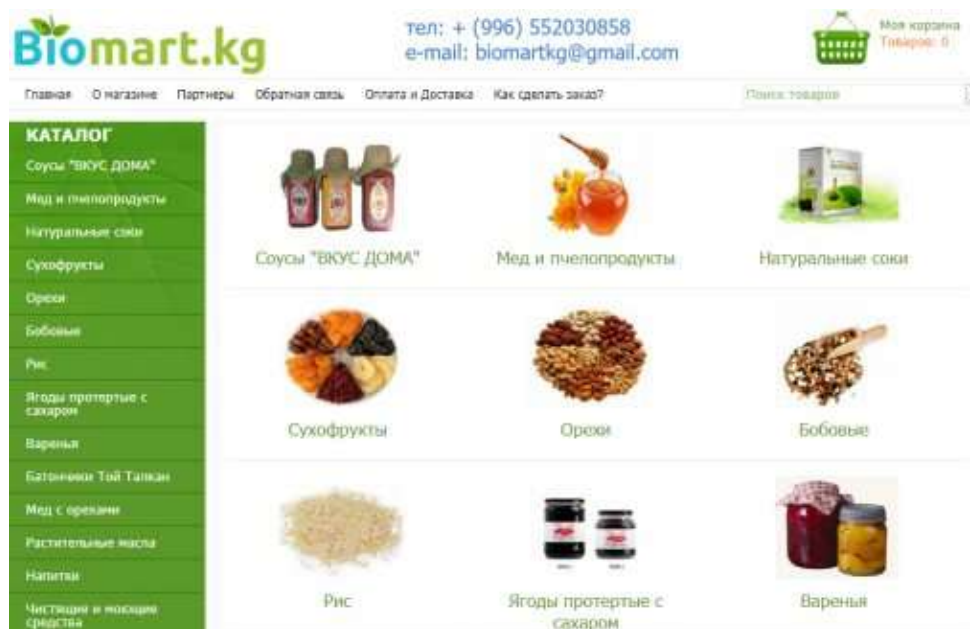 Biomart.kg
тел: + (996) 552030858
e-mail: biomartkg@gmail.com
Моя корзина
Товаров: 0
Главная О магазине Партнеры Обратная связь Оплата и Доставка Как сделать заказ?
Поиск товаров
КАТАЛОГ
Соусы "ВКУС ДОМА"
Мед и пчелопродукты
Натуральные соки
Сухофрукты
Орехи
Бобовые
Рис
Ягоды протертые с
сахаром
Варенья
Батончики Той Талкан
Мед с орехами
Растительные масла
Напитки
Чистящие и моющие
средства
Соусы "ВКУС ДОМА" Мед и пчелопродукты Натуральные соки
Сухофрукты Орехи Бобовые
Рис Ягоды протертые с Варенья
сахаром